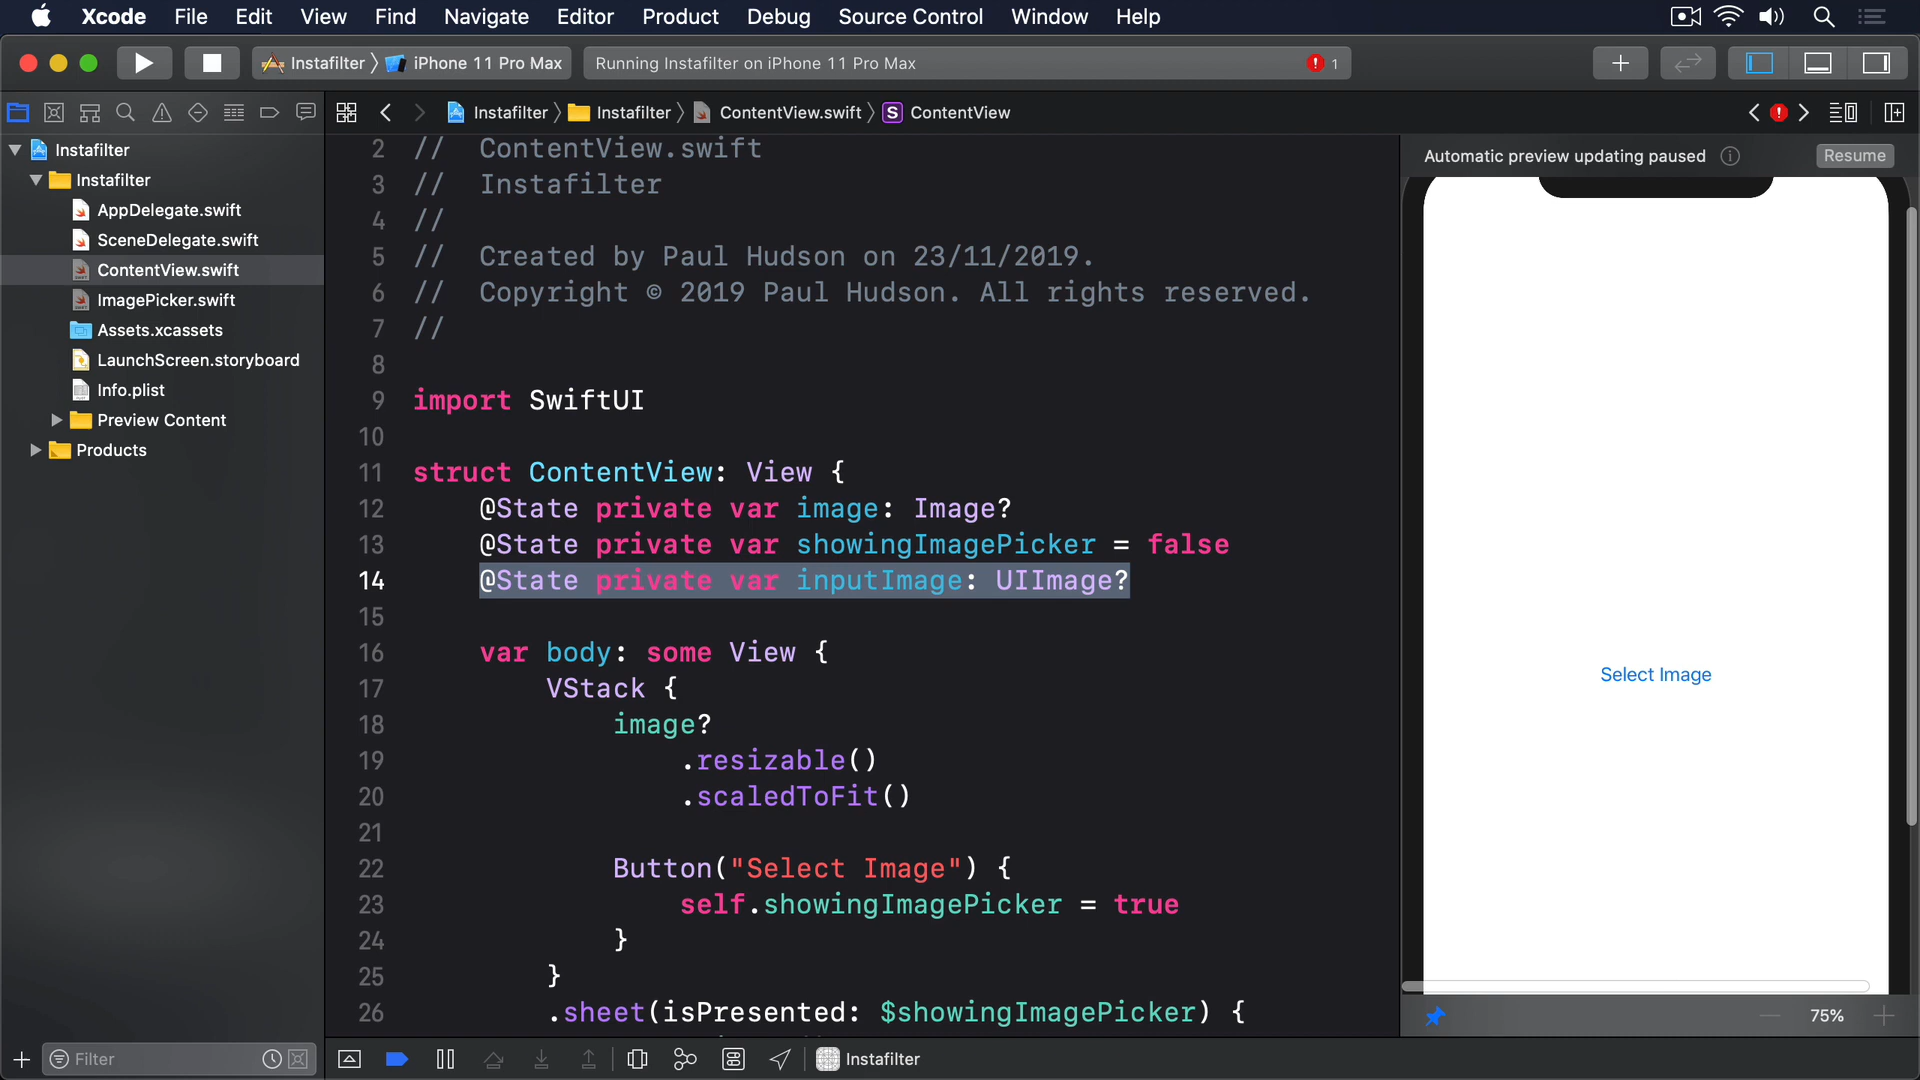 Xcode File Edit View Find Navigate Editor Product Debug Source Control Window Help
Instafilter iPhone 11 Pro Max Running Instafilter on iPhone 11 Pro Max 1
Instafilter Instafilter ContentView.swift S ContentView
Instafilter
Instafilter
AppDelegate.swift
SceneDelegate.swift
ContentView.swift
ImagePicker.swift
Assets.xcassets
LaunchScreen.storyboard
Info.plist
Preview Content
Products
Filter
2 // ContentView.swift
3 // Instafilter
4 //
5 // Created by Paul Hudson on 23/11/2019.
6 // Copyright © 2019 Paul Hudson. All rights reserved.
7 //
8
9 import SwiftUI
10
11 struct ContentView: View {
12 @State private var image: Image?
13 @State private var showingImagePicker = false
14 @State private var inputImage: UIImage?
15
16 var body: some View {
17 VStack {
18 image?
19 .resizable()
20 .scaledToFit()
21
22 Button("Select Image") {
23 self.showingImagePicker = true
24 }
25 }
26 .sheet(isPresented: $showingImagePicker) {
Instafilter
Automatic preview updating paused Resume
Select Image
75%